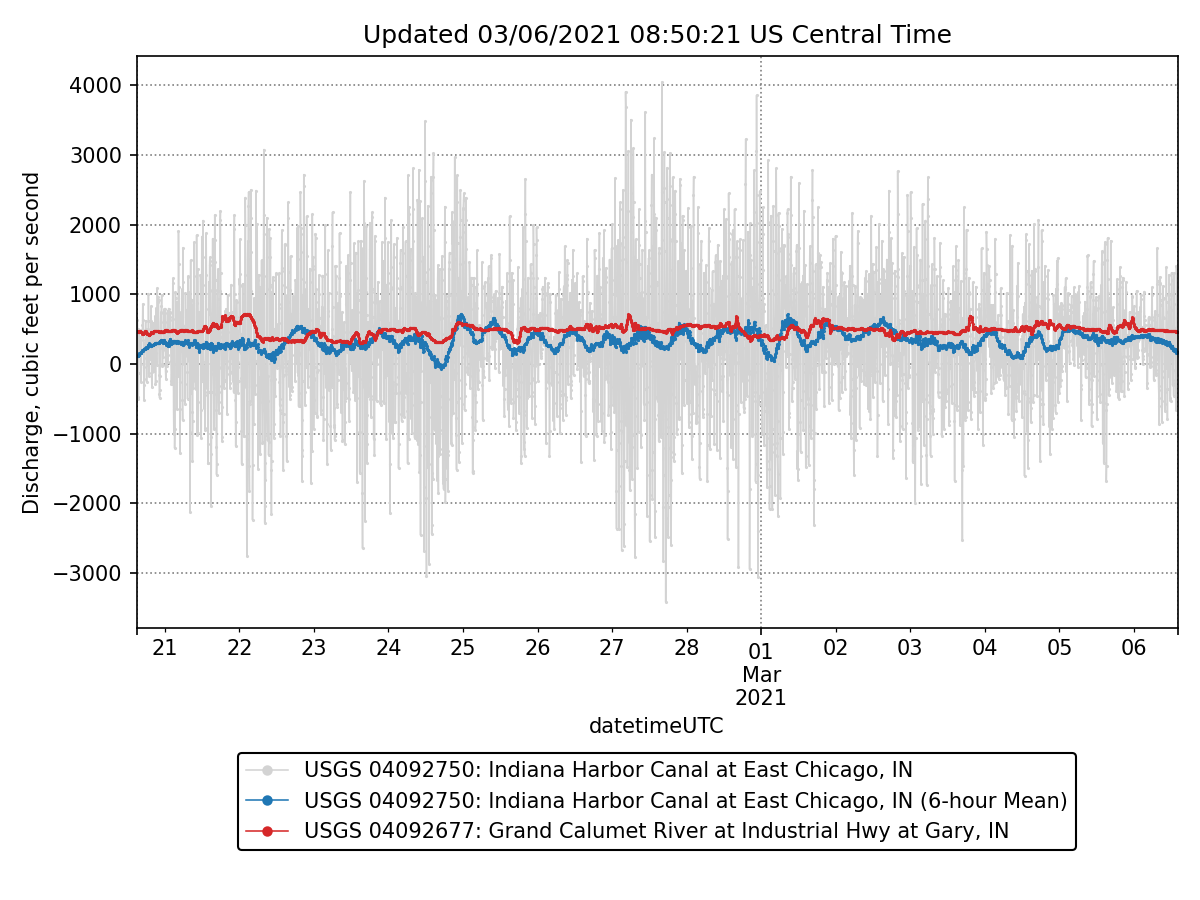 Updated 03/06/2021 08:50:21 US Central Time
Discharge, cubic feet per second
4000
3000
2000
1000
0
−1000
−2000
−3000
21 22 23 24 25 26 27 28 01 02 03 04 05 06
Mar
2021
datetimeUTC
USGS 04092750: Indiana Harbor Canal at East Chicago, IN
USGS 04092750: Indiana Harbor Canal at East Chicago, IN (6-hour Mean)
USGS 04092677: Grand Calumet River at Industrial Hwy at Gary, IN